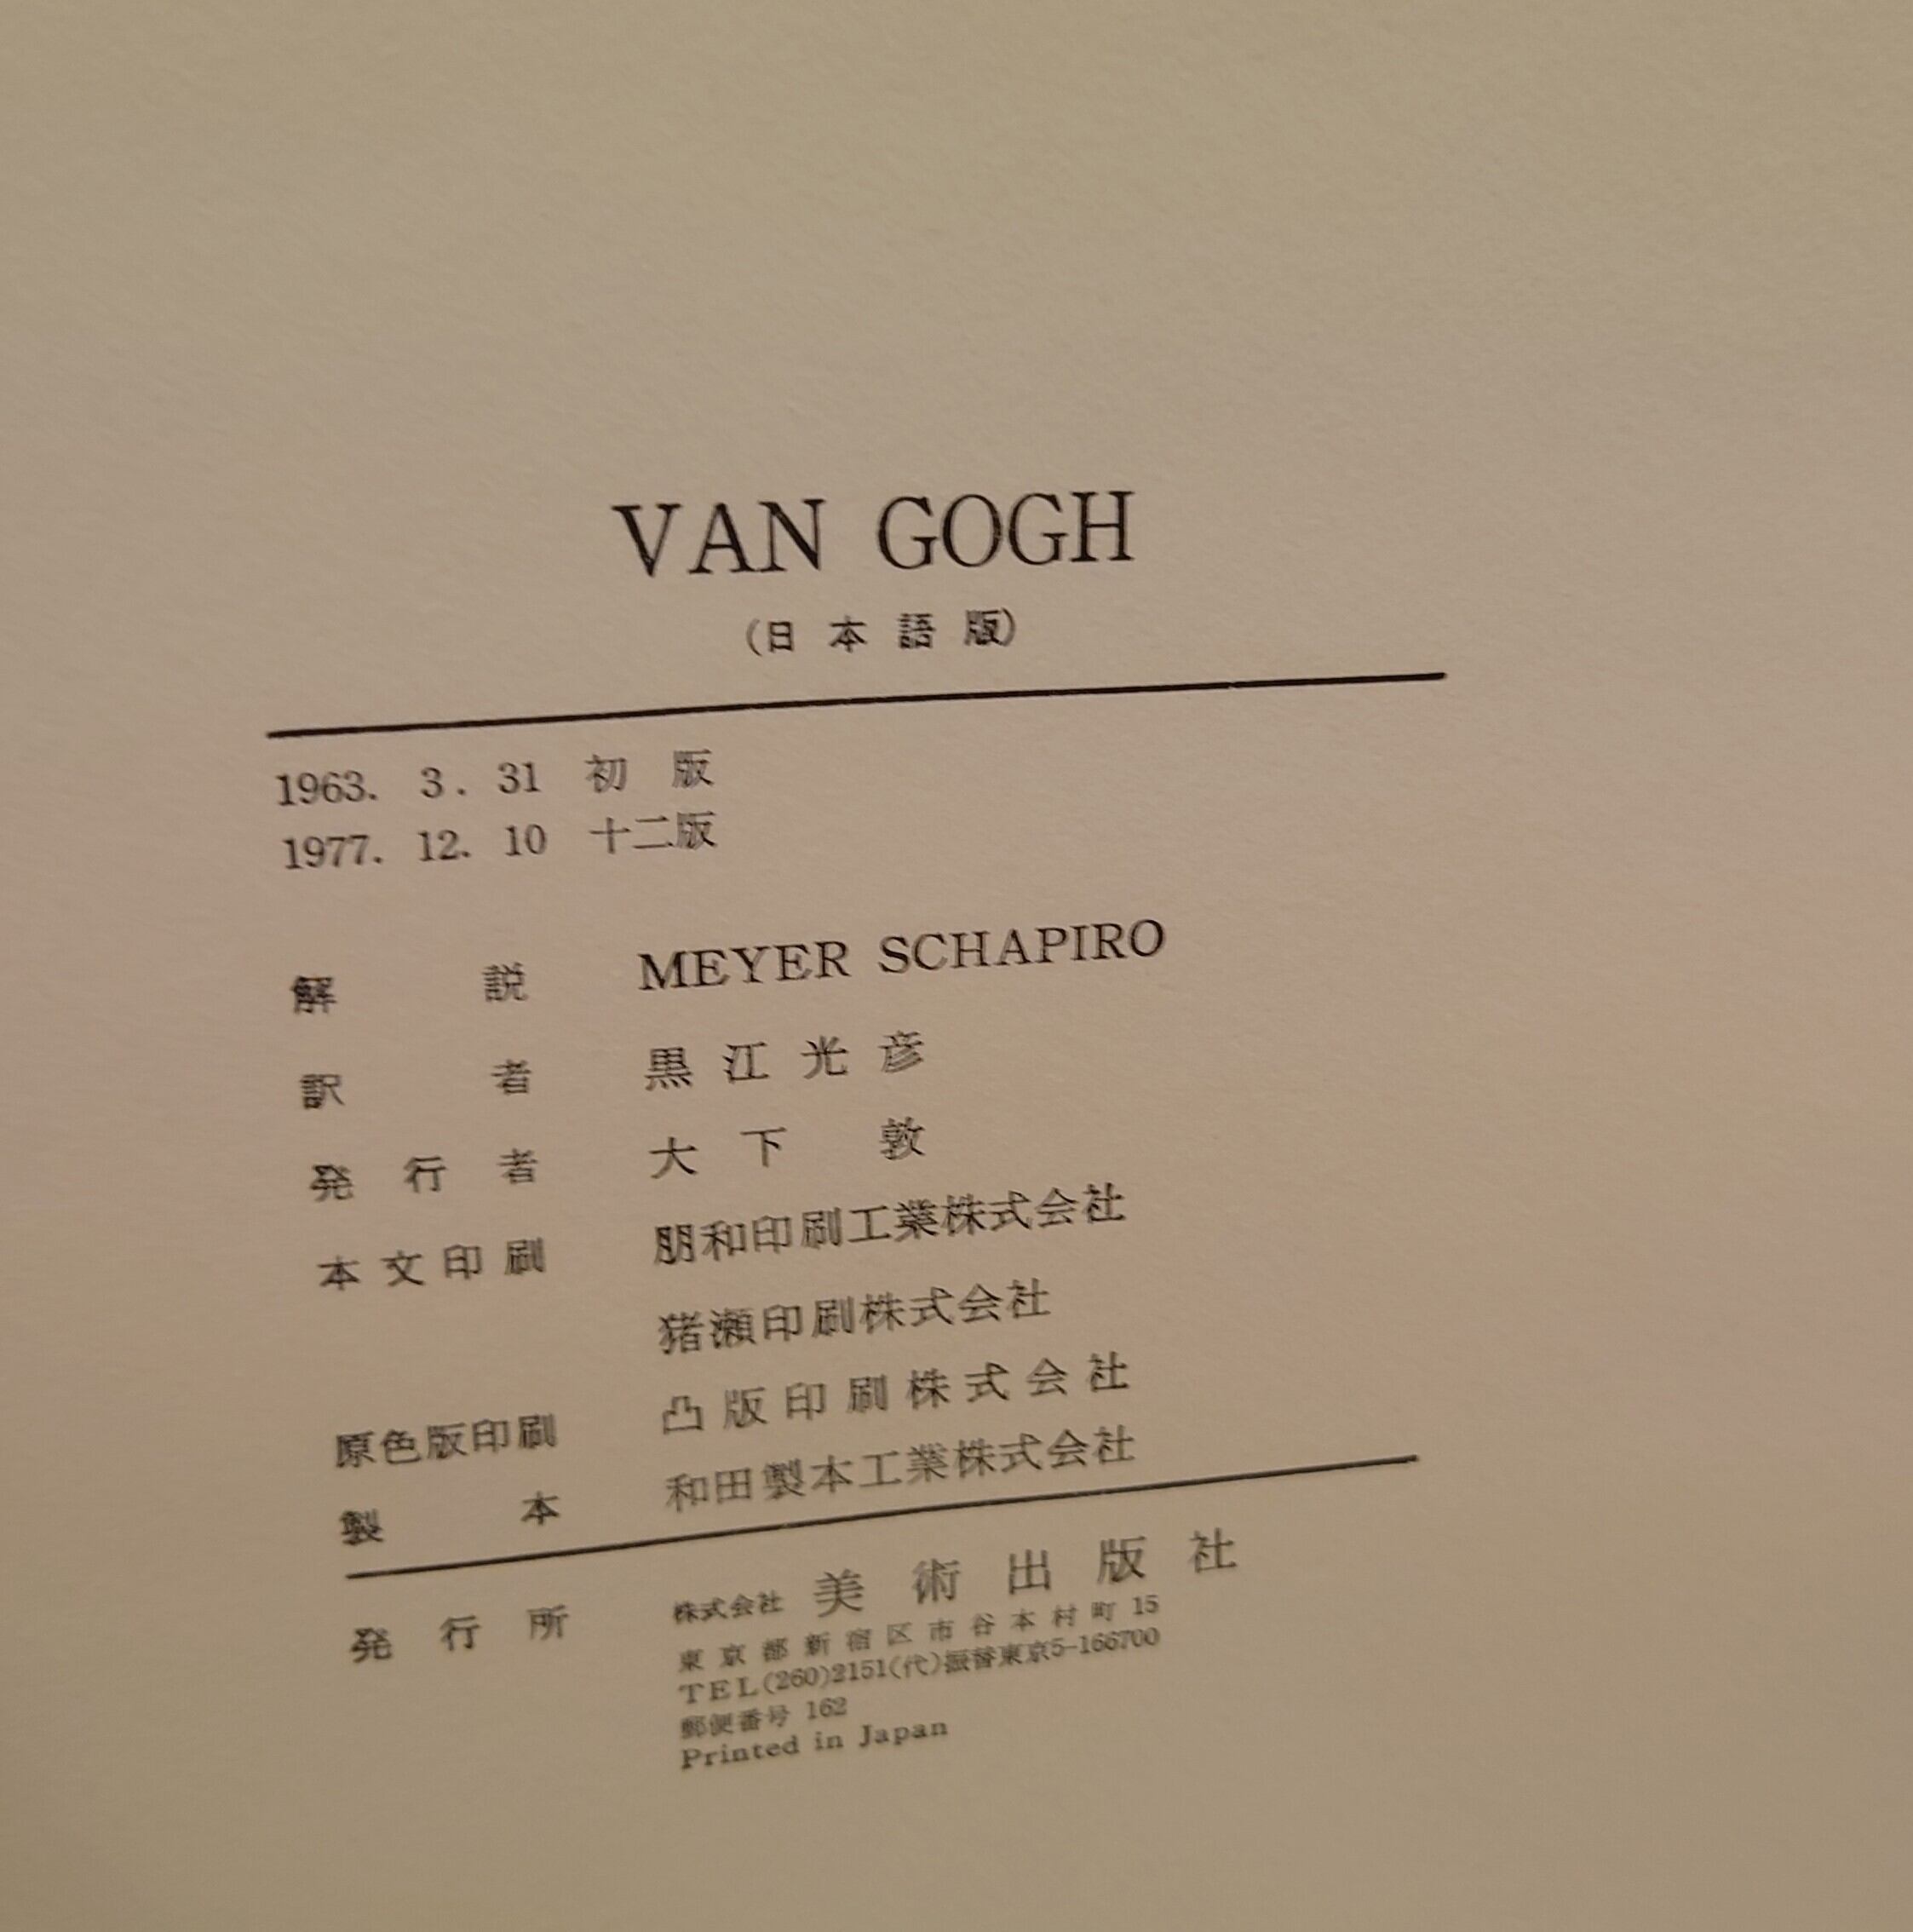 VAN GOGH
(日本語版)
1963. 3. 31 初版
1977. 12. 10 十二版
解説 MEYER SCHAPIRO
訳者 黒江光彦
発行者 大下敦
本文印刷 朋和印刷工業株式会社
猪瀬印刷株式会社
原色版印刷 凸版印刷株式会社
製本 和田製本工業株式会社
発行所 株式会社 美術出版社
東京都新宿区市谷本村町 15
TEL(260)2151(代)振替東京5-166700
郵便番号 162
Printed in Japan